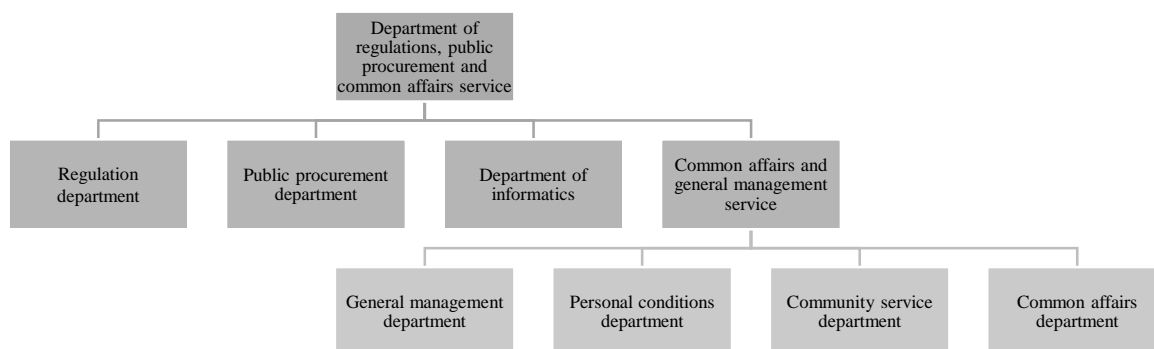 Department of
regulations, public
procurement and
common affairs service
Regulation
department
Public procurement
department
Department of
informatics
Common affairs and
general management
service
General management
department
Personal conditions
department
Community service
department
Common affairs
department